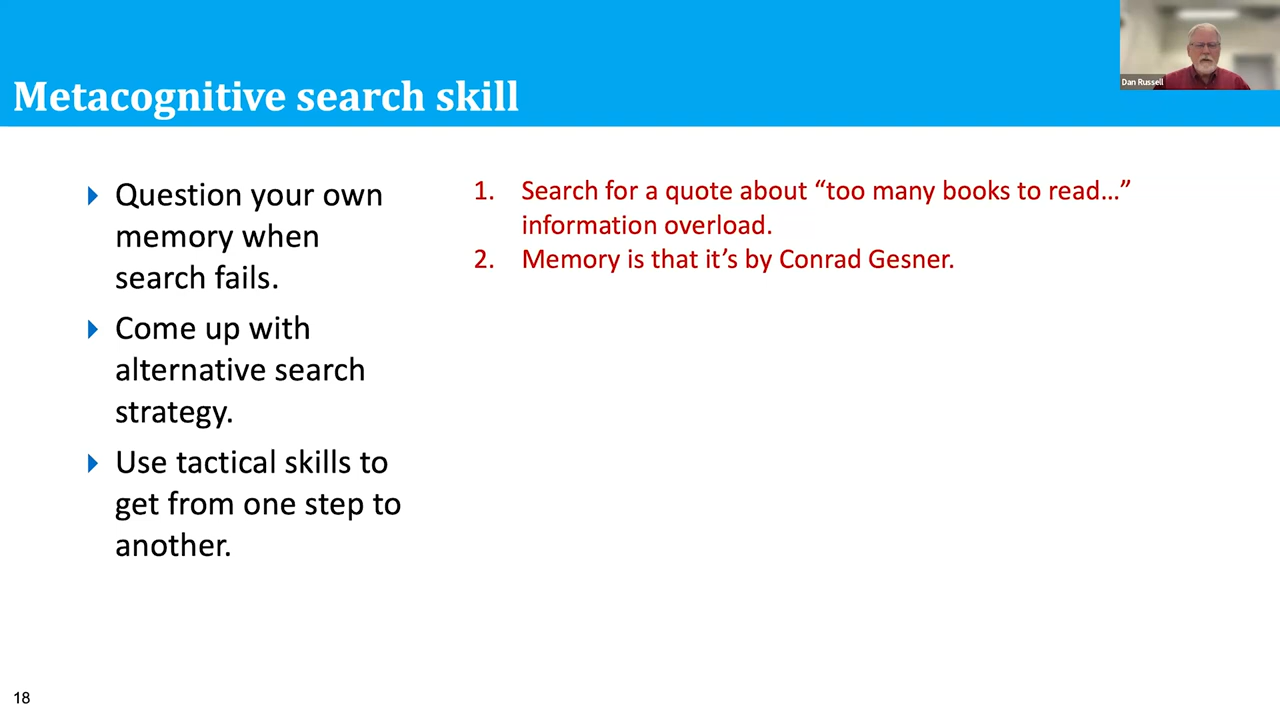 Metacognitive search skill
Dan Russell
Question your own
memory when
search fails.
Come up with
alternative search
strategy.
Use tactical skills to
get from one step to
another.
1. Search for a quote about “too many books to read…”
information overload.
2. Memory is that it’s by Conrad Gesner.
18